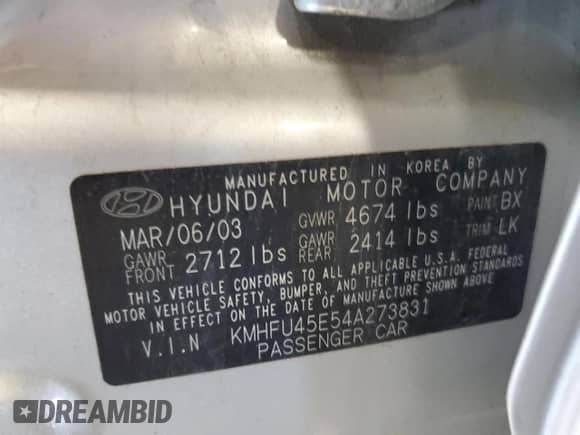 MANUFACTURED IN KOREA BY
HYUNDAI MOTOR COMPANY
MAR/06/03 GVWR 4674 lbs PAINT BX
GAWR FRONT 2712 lbs GAWR REAR 2414 lbs TRIM LK
THIS VEHICLE CONFORMS TO ALL APPLICABLE U.S.A. FEDERAL
MOTOR VEHICLE SAFETY, BUMPER, AND THEFT PREVENTION STANDARDS
IN EFFECT ON THE DATE OF MANUFACTURE SHOWN ABOVE
V.I.N KMHFU45E54A273831
PASSENGER CAR
DREAMBID